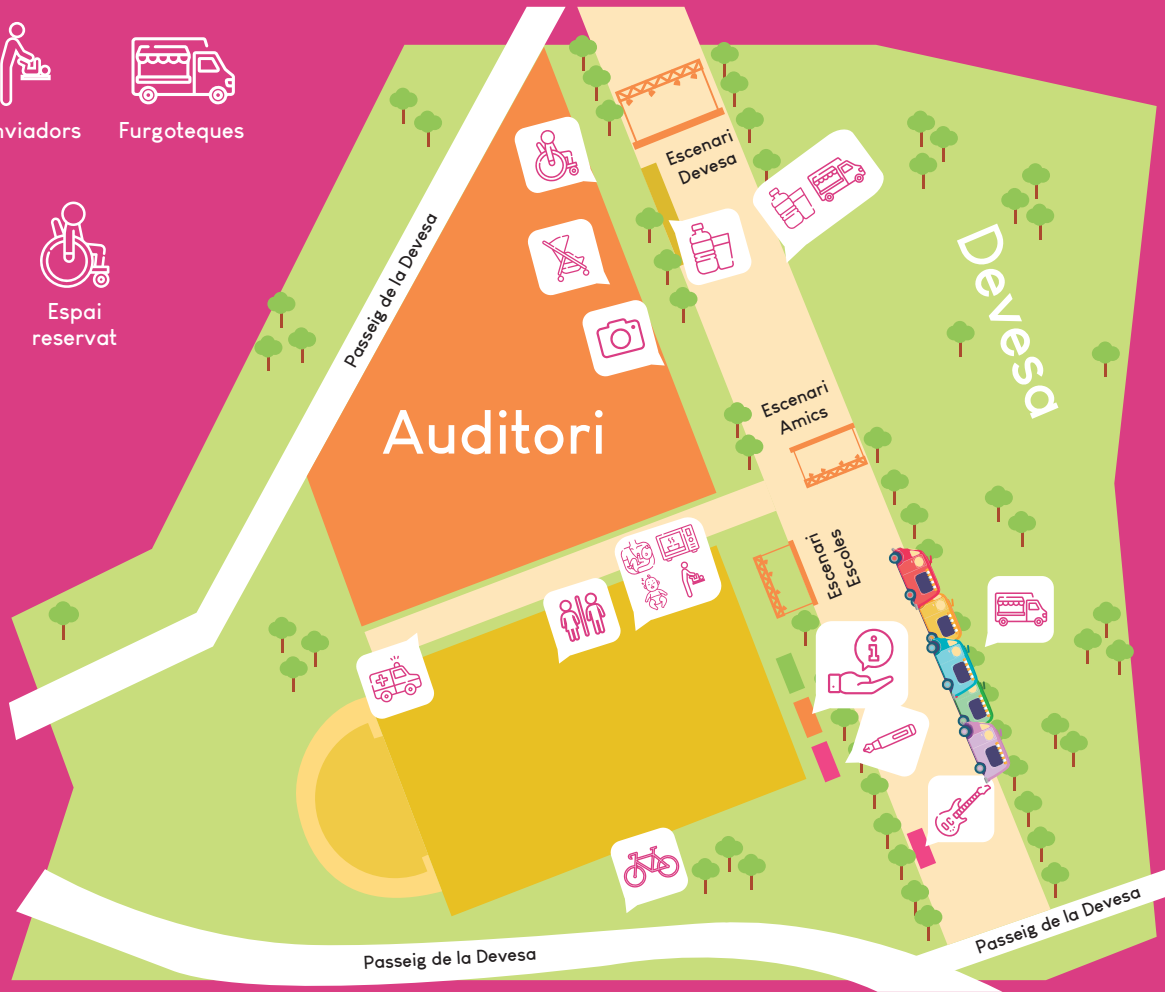 Furgoteques
Espai
reservat
Passeig de la Devesa
Auditori
Escenari
Devesa
Devesa
Escenari
Amics
Escenari
Escoles
i
Passeig de la Devesa
Passeig de la Devesa